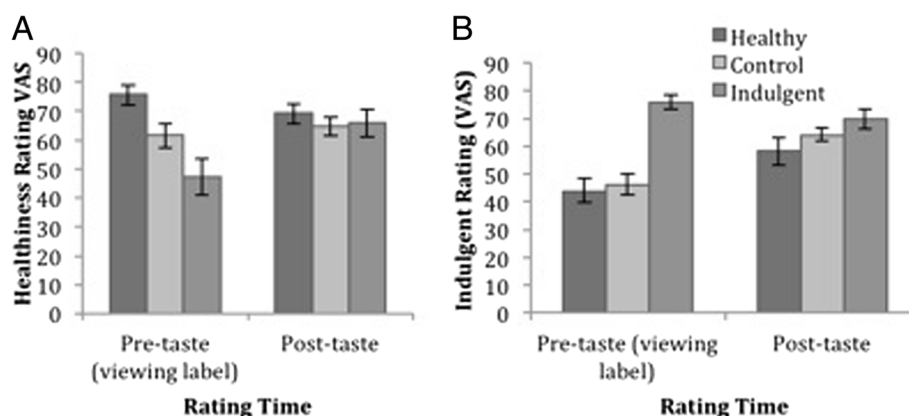 A
Healthiness Rating VAS
90
80
70
60
50
40
30
20
10
0
Pre-taste
(viewing label)
Post-taste
Rating Time
B
Healthy
Control
Indulgent
Indulgent Rating (VAS)
90
80
70
60
50
40
30
20
10
0
Pre-taste (viewing
label)
Post-taste
Rating Time